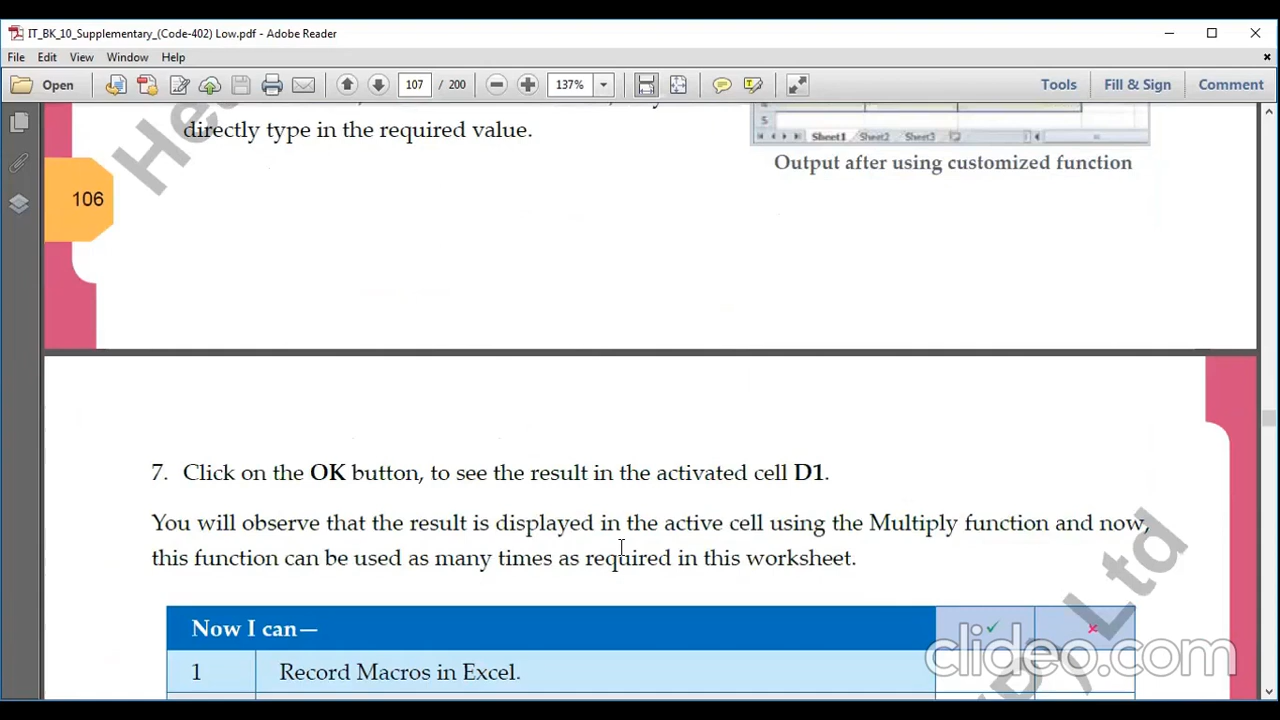 IT_BK_10_Supplementary_(Code-402) Low.pdf - Adobe Reader
File Edit View Window Help
Open 107 / 200 137% Tools Fill & Sign Comment
directly type in the required value.
5
Sheet1 Sheet2 Sheet3
Output after using customized function
106
7. Click on the OK button, to see the result in the activated cell D1.
You will observe that the result is displayed in the active cell using the Multiply function and now,
this function can be used as many times as required in this worksheet.
Now I can—
1 Record Macros in Excel.
clideo.com
Ltd